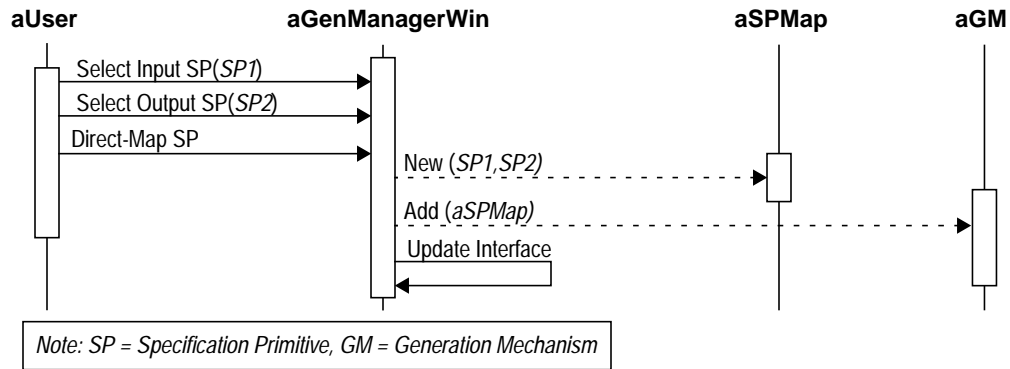 aUser aGenManagerWin aSPMap aGM
Select Input SP(SP1)
Select Output SP(SP2)
Direct-Map SP
New (SP1,SP2)
Add (aSPMap)
Update Interface
Note: SP = Specification Primitive, GM = Generation Mechanism